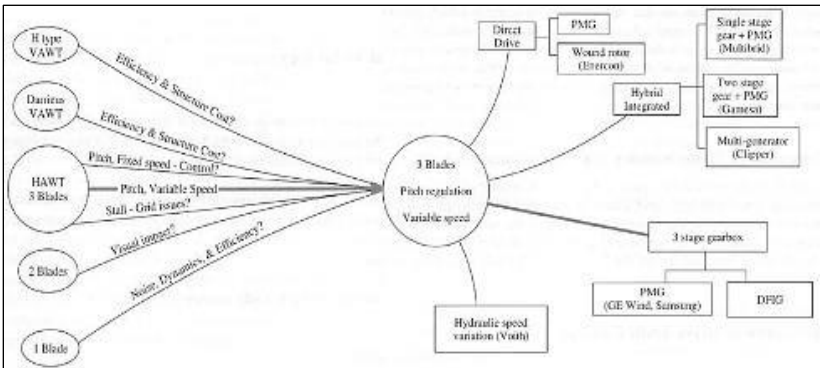 H type
VAWT
Efficiency & Structure Cost?
Darrieus
VAWT
Efficiency & Structure Cost?
Pitch, Fixed speed - Control?
HAWT
3 Blades
Pitch, Variable Speed
Stall - Grid issues?
2 Blades
Visual impact?
1 Blade
Noise, Dynamics, & Efficiency?
3 Blades
Pitch regulation
Variable speed
Direct
Drive
PMG
Wound rotor
(Enercon)
Hybrid
Integrated
Single stage
gear + PMG
(Multibrid)
Two stage
gear + PMG
(Gamesa)
Multi-generator
(Clipper)
3 stage gearbox
PMG
(GE Wind, Samsung)
DFIG
Hydraulic speed
variation (Voith)